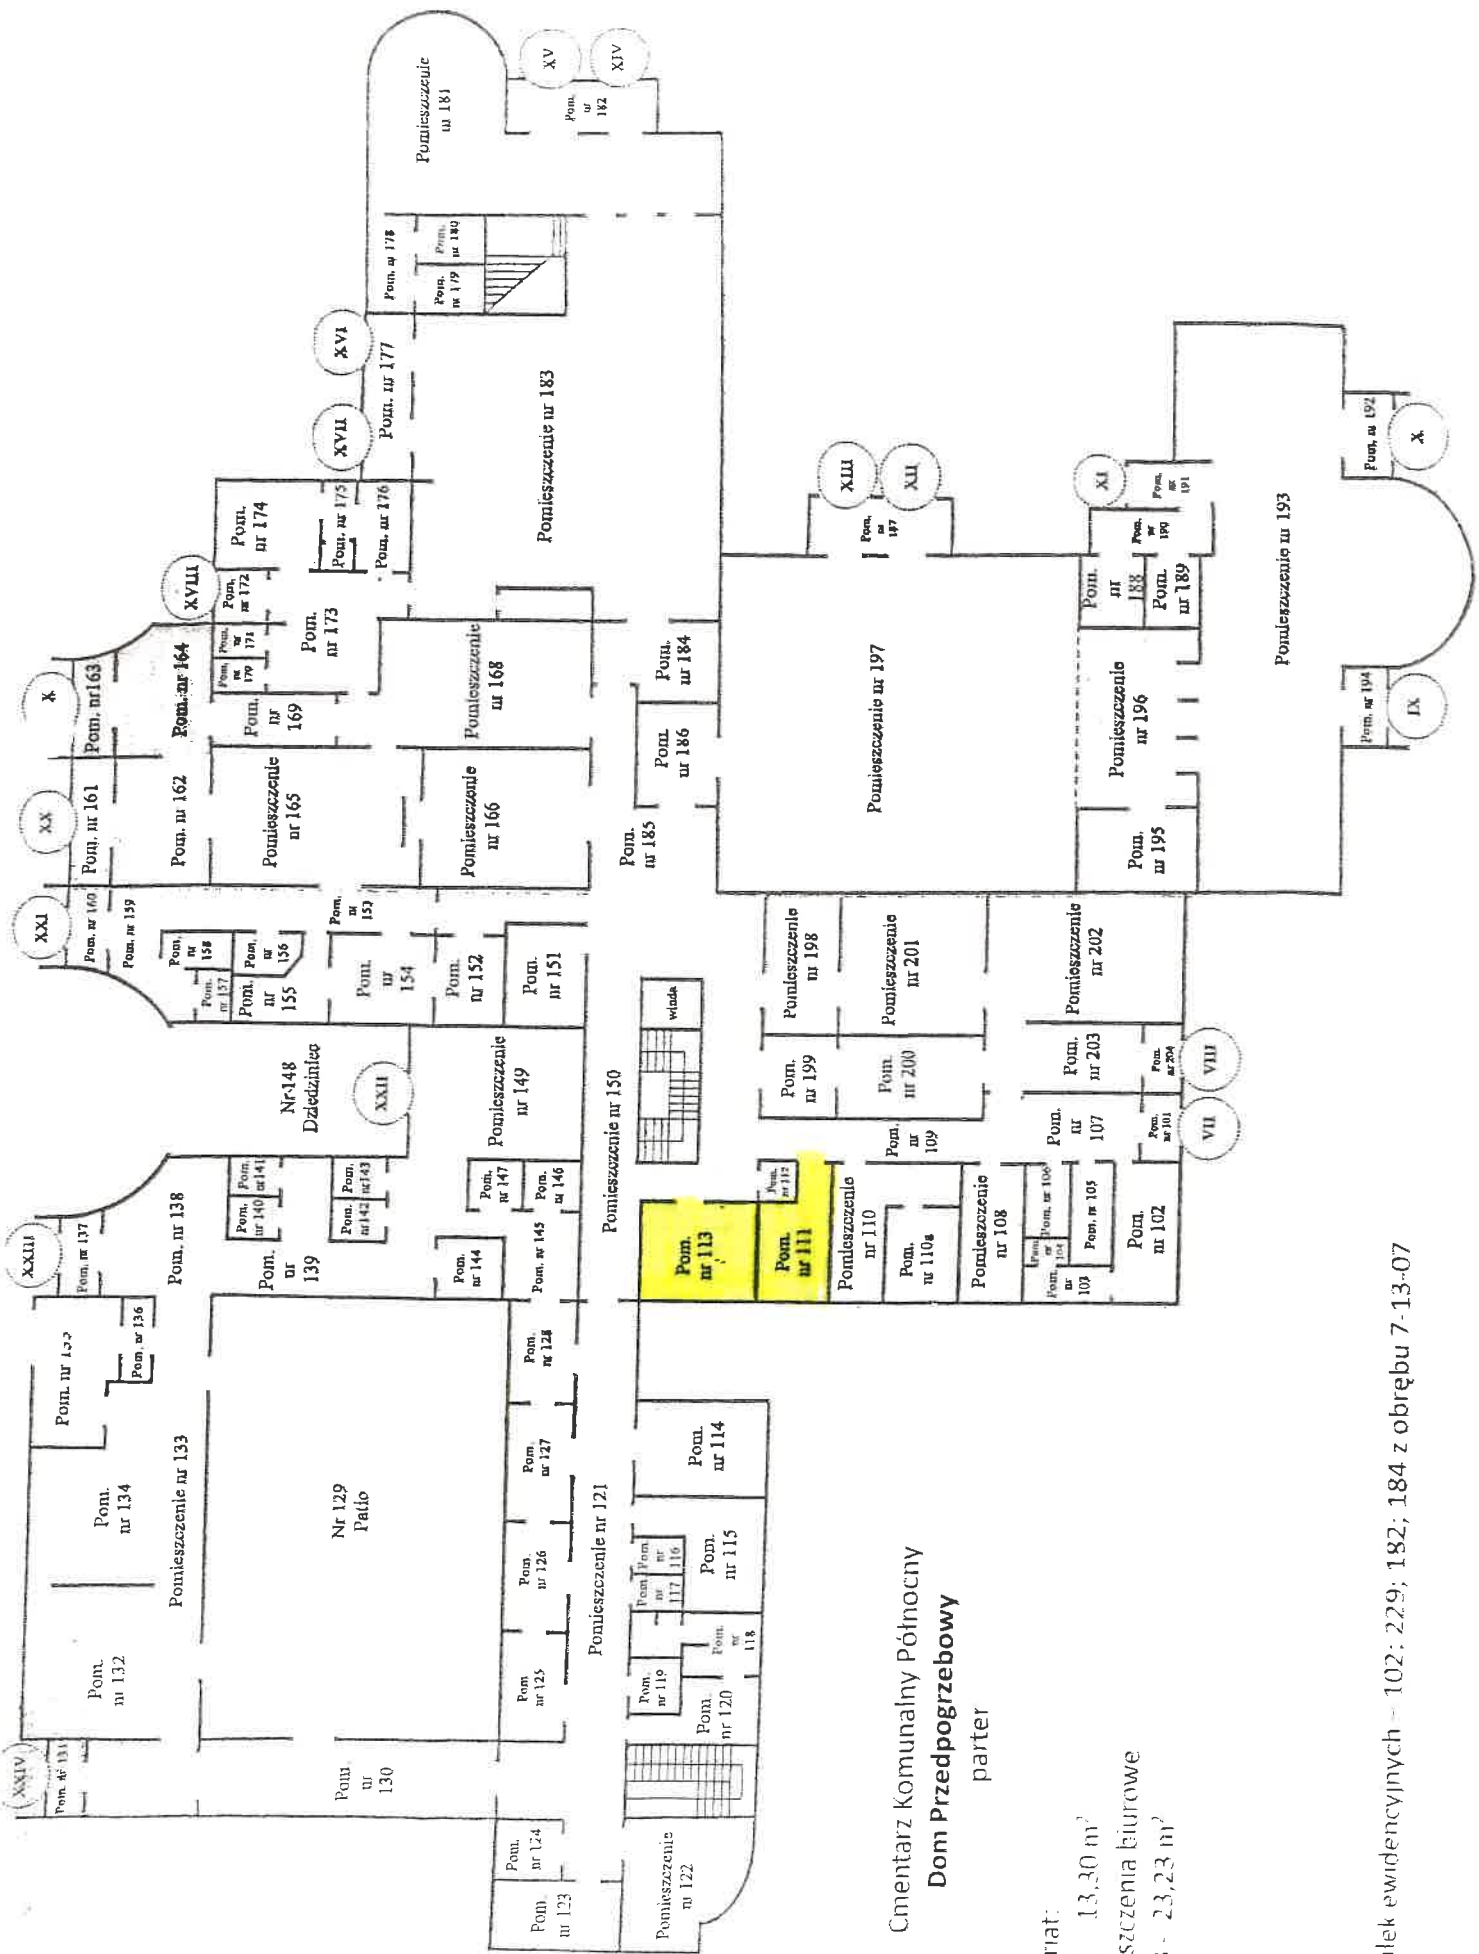 XXIV
Pom. nr 131
Pom.
nr 132
Pom.
nr 134
Pomieszczenie nr 133
Pom. nr 136
XXIII
Pom. nr 137
Pom. nr 138
XXI
Pom. nr 160
Pom. nr 159
XX
Pom. nr 161
Pom. nr 162
X
Pom. nr 163
Pom. nr 164
Pom.
nr
130
Nr 129
Patio
Pom.
nr
139
Pom.
nr 140
Pom.
nr 141
Pom.
nr 142
Pom.
nr 143
Nr 148
Dziedziniec
XXII
Pom.
nr 157
Pom.
nr
158
Pom.
nr
156
Pom.
nr
155
Pom.
nr
154
Pom.
nr
153
Pomieszczenie
nr 165
Pom.
nr
169
Pom.
nr
170
Pom.
nr
171
XVIII
Pom.
nr 172
Pom.
nr 173
Pom.
nr 174
Pom. nr 175
Pom. nr 176
XVII
XVI
Pom. nr 177
Pom. nr 178
Pom.
nr 179
Pom.
nr 180
Pomieszczenie
nr 181
XV
XIV
Pom.
nr
182
Pom.
nr 144
Pom.
nr 147
Pom.
nr 146
Pom. nr 145
Pomieszczenie
nr 149
Pom.
nr 152
Pom.
nr 151
Pomieszczenie
nr 166
Pomieszczenie
nr 168
Pomieszczenie nr 183
Pom.
nr 123
Pom.
nr 124
Pomieszczenie
nr 122
Pom.
nr 125
Pom.
nr 126
Pom.
nr 127
Pom.
nr 128
Pomieszczenie nr 121
Pomieszczenie nr 150
Pom.
nr 185
Pom.
nr 186
Pom.
nr 184
Pom.
nr 119
Pom.
nr 120
Pom.
nr
118
Pom.
nr
117
Pom.
nr
116
Pom.
nr 115
Pom.
nr 114
Pom.
nr 113
Pom.
nr 111
Pom.
nr 112
winda
Pomieszczenie
nr 110
Pom.
nr 110a
Pom.
nr
109
Pomieszczenie
nr 108
Pom.
nr 199
Pom.
nr 200
Pomieszczenie
nr 198
Pomieszczenie
nr 201
Pomieszczenie nr 197
Pom.
nr
187
XIII
XII
Pom.
nr
103
Pom.
nr
104
Pom. nr 106
Pom. nr 105
Pom.
nr 102
Pom.
nr
107
Pom.
nr 101
VII
Pom.
nr 203
Pom.
nr 204
VIII
Pomieszczenie
nr 202
Pom.
nr 195
Pomieszczenie
nr 196
Pom.
nr
188
Pom.
nr 189
Pom.
nr
190
Pom.
nr
191
XI
Pomieszczenie nr 193
Pom. nr 194
IX
Pom. nr 192
X
Cmentarz Komunalny Północny
Dom Przedpogrzebowy
parter
riat:
13,30 m²
szczenia biurowe
- 23,23 m²
łek ewidencyjnych – 102; 229; 182; 184 z obrębu 7-13-07